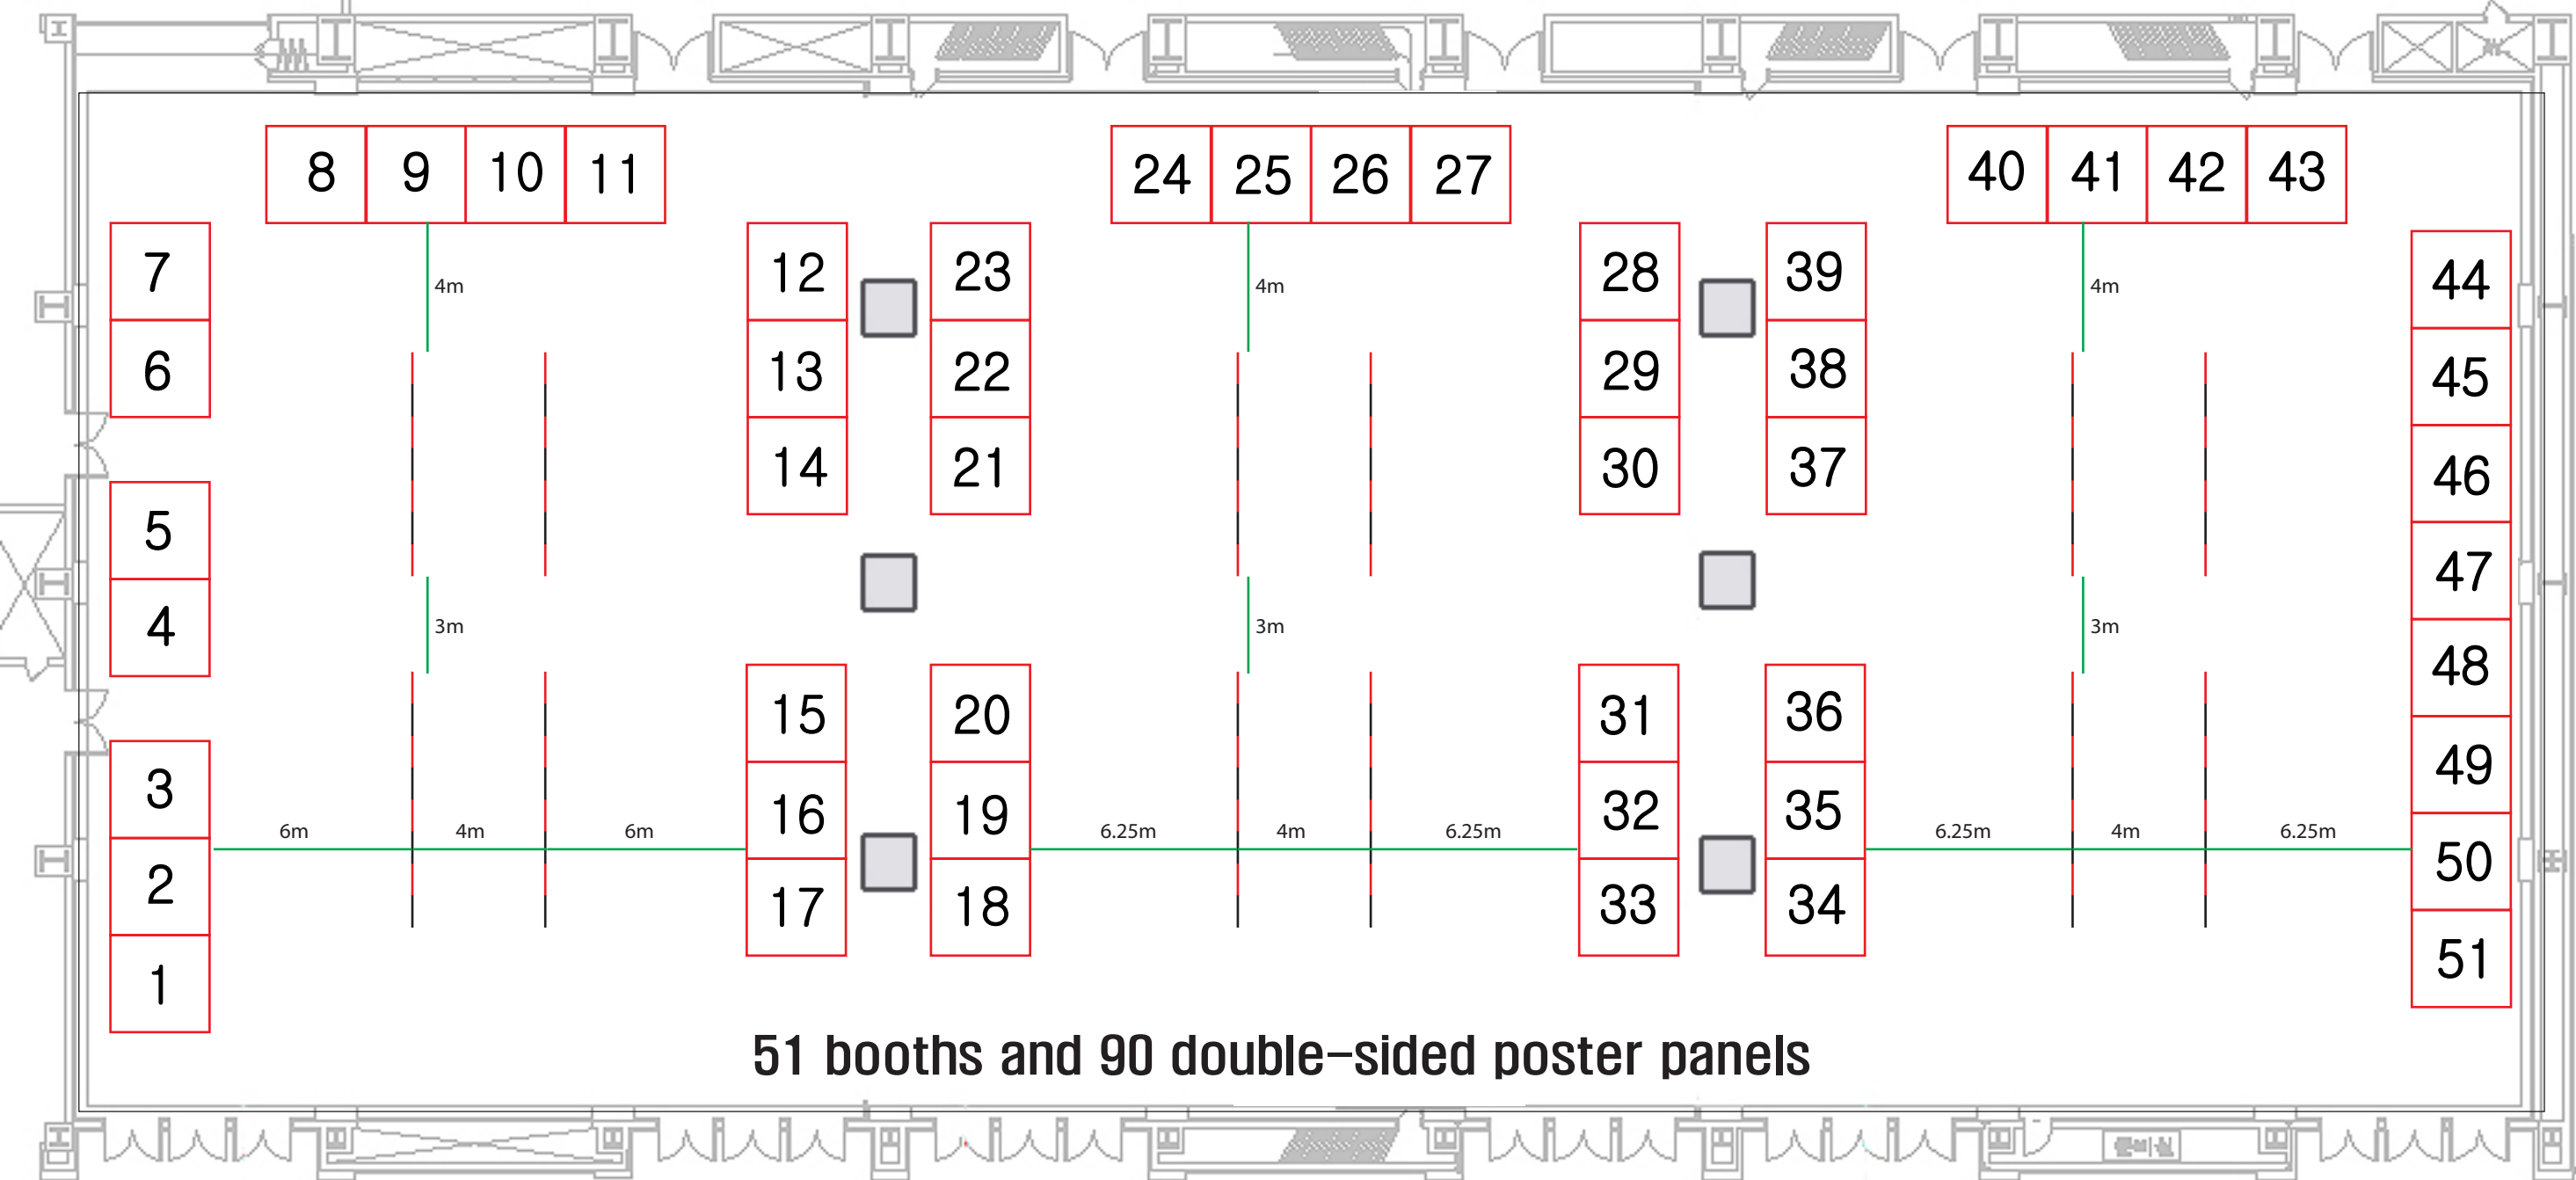 8 9 10 11 24 25 26 27 40 41 42 43
7 12 23 28 39 44
4m 4m 4m
6 13 22 29 38 45
14 21 30 37 46
5 47
4 3m 3m 3m 48
15 20 31 36
3 16 19 32 35 49
6m 4m 6m 6.25m 4m 6.25m 6.25m 4m 6.25m
2 17 18 33 34 50
1 51
51 booths and 90 double-sided poster panels